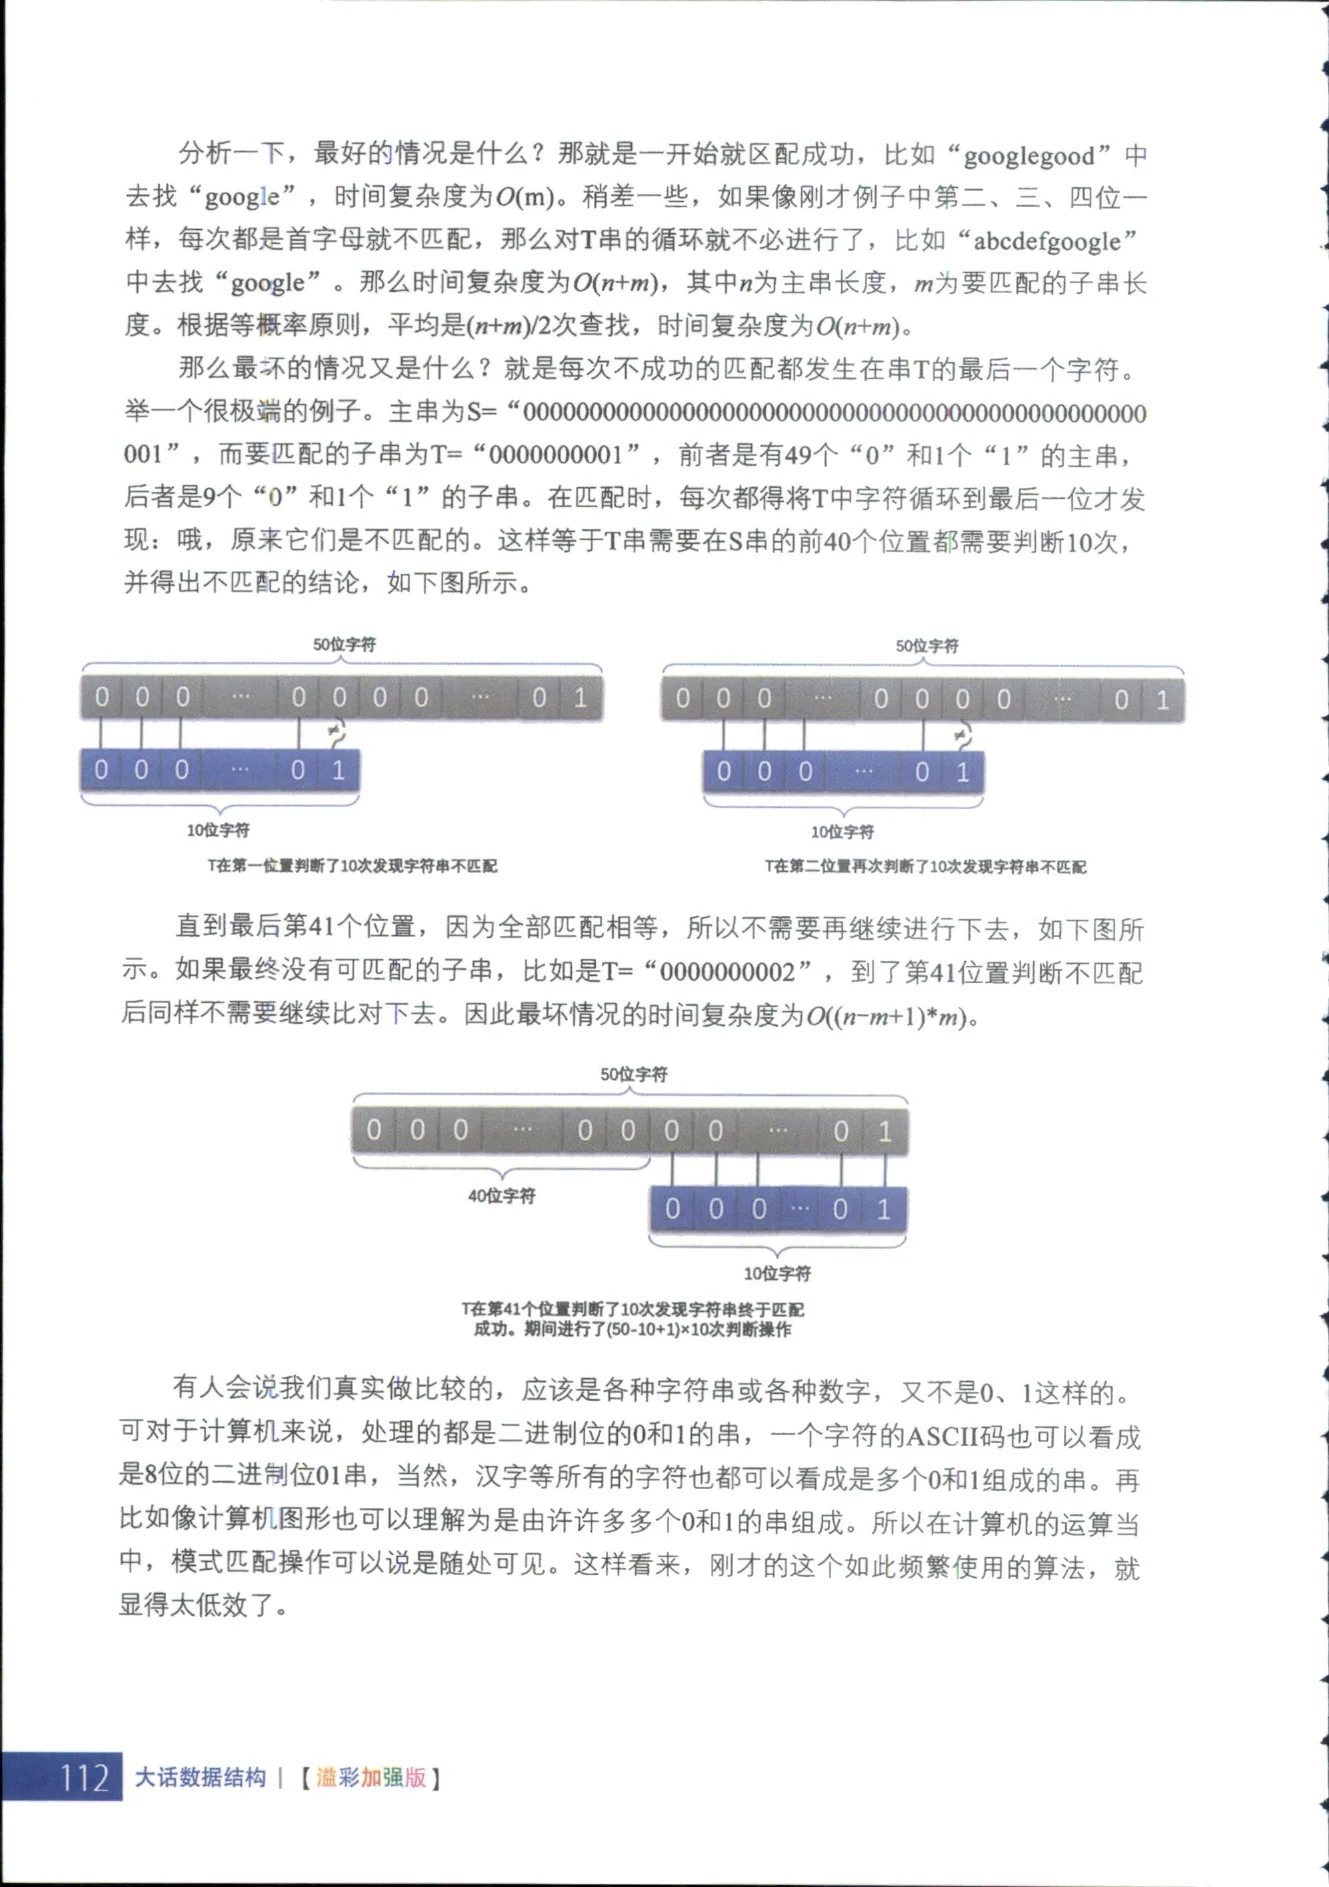 分析一下，最好的情况是什么？那就是一开始就区配成功，比如“googlegood”中
去找“google”，时间复杂度为O(m)。稍差一些，如果像刚才例子中第二、三、四位一
样，每次都是首字母就不匹配，那么对T串的循环就不必进行了，比如“abcdefgoogle”
中去找“google”。那么时间复杂度为O(n+m)，其中n为主串长度，m为要匹配的子串长
度。根据等概率原则，平均是(n+m)/2次查找，时间复杂度为O(n+m)。
那么最坏的情况又是什么？就是每次不成功的匹配都发生在串T的最后一个字符。
举一个很极端的例子。主串为S=“00000000000000000000000000000000000000000000000
001”，而要匹配的子串为T=“0000000001”，前者是有49个“0”和1个“1”的主串，
后者是9个“0”和1个“1”的子串。在匹配时，每次都得将T中字符循环到最后一位才发
现：哦，原来它们是不匹配的。这样等于T串需要在S串的前40个位置都需要判断10次，
并得出不匹配的结论，如下图所示。
50位字符
0 0 0 … 0 0 0 0 … 0 1
≠
0 0 0 … 0 1
10位字符
T在第一位置判断了10次发现字符串不匹配
50位字符
0 0 0 … 0 0 0 0 … 0 1
≠
0 0 0 … 0 1
10位字符
T在第二位置再次判断了10次发现字符串不匹配
直到最后第41个位置，因为全部匹配相等，所以不需要再继续进行下去，如下图所
示。如果最终没有可匹配的子串，比如是T=“0000000002”，到了第41位置判断不匹配
后同样不需要继续比对下去。因此最坏情况的时间复杂度为O((n-m+1)*m)。
50位字符
0 0 0 … 0 0 0 0 … 0 1
40位字符
0 0 0 … 0 1
10位字符
T在第41个位置判断了10次发现字符串终于匹配
成功。期间进行了(50-10+1)×10次判断操作
有人会说我们真实做比较的，应该是各种字符串或各种数字，又不是0、1这样的。
可对于计算机来说，处理的都是二进制位的0和1的串，一个字符的ASCII码也可以看成
是8位的二进制位01串，当然，汉字等所有的字符也都可以看成是多个0和1组成的串。再
比如像计算机图形也可以理解为是由许许多多个0和1的串组成。所以在计算机的运算当
中，模式匹配操作可以说是随处可见。这样看来，刚才的这个如此频繁使用的算法，就
显得太低效了。
112 大话数据结构 | 【溢彩加强版】